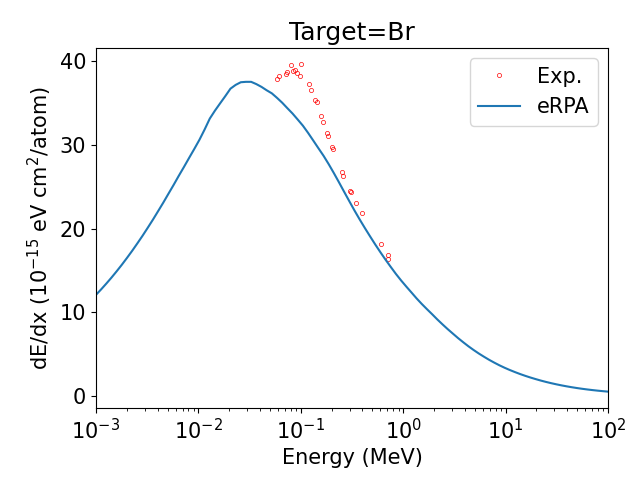 Target=Br
dE/dx (10⁻¹⁵ eV cm²/atom)
40
30
20
10
0
Exp.
eRPA
10⁻³ 10⁻² 10⁻¹ 10⁰ 10¹ 10²
Energy (MeV)